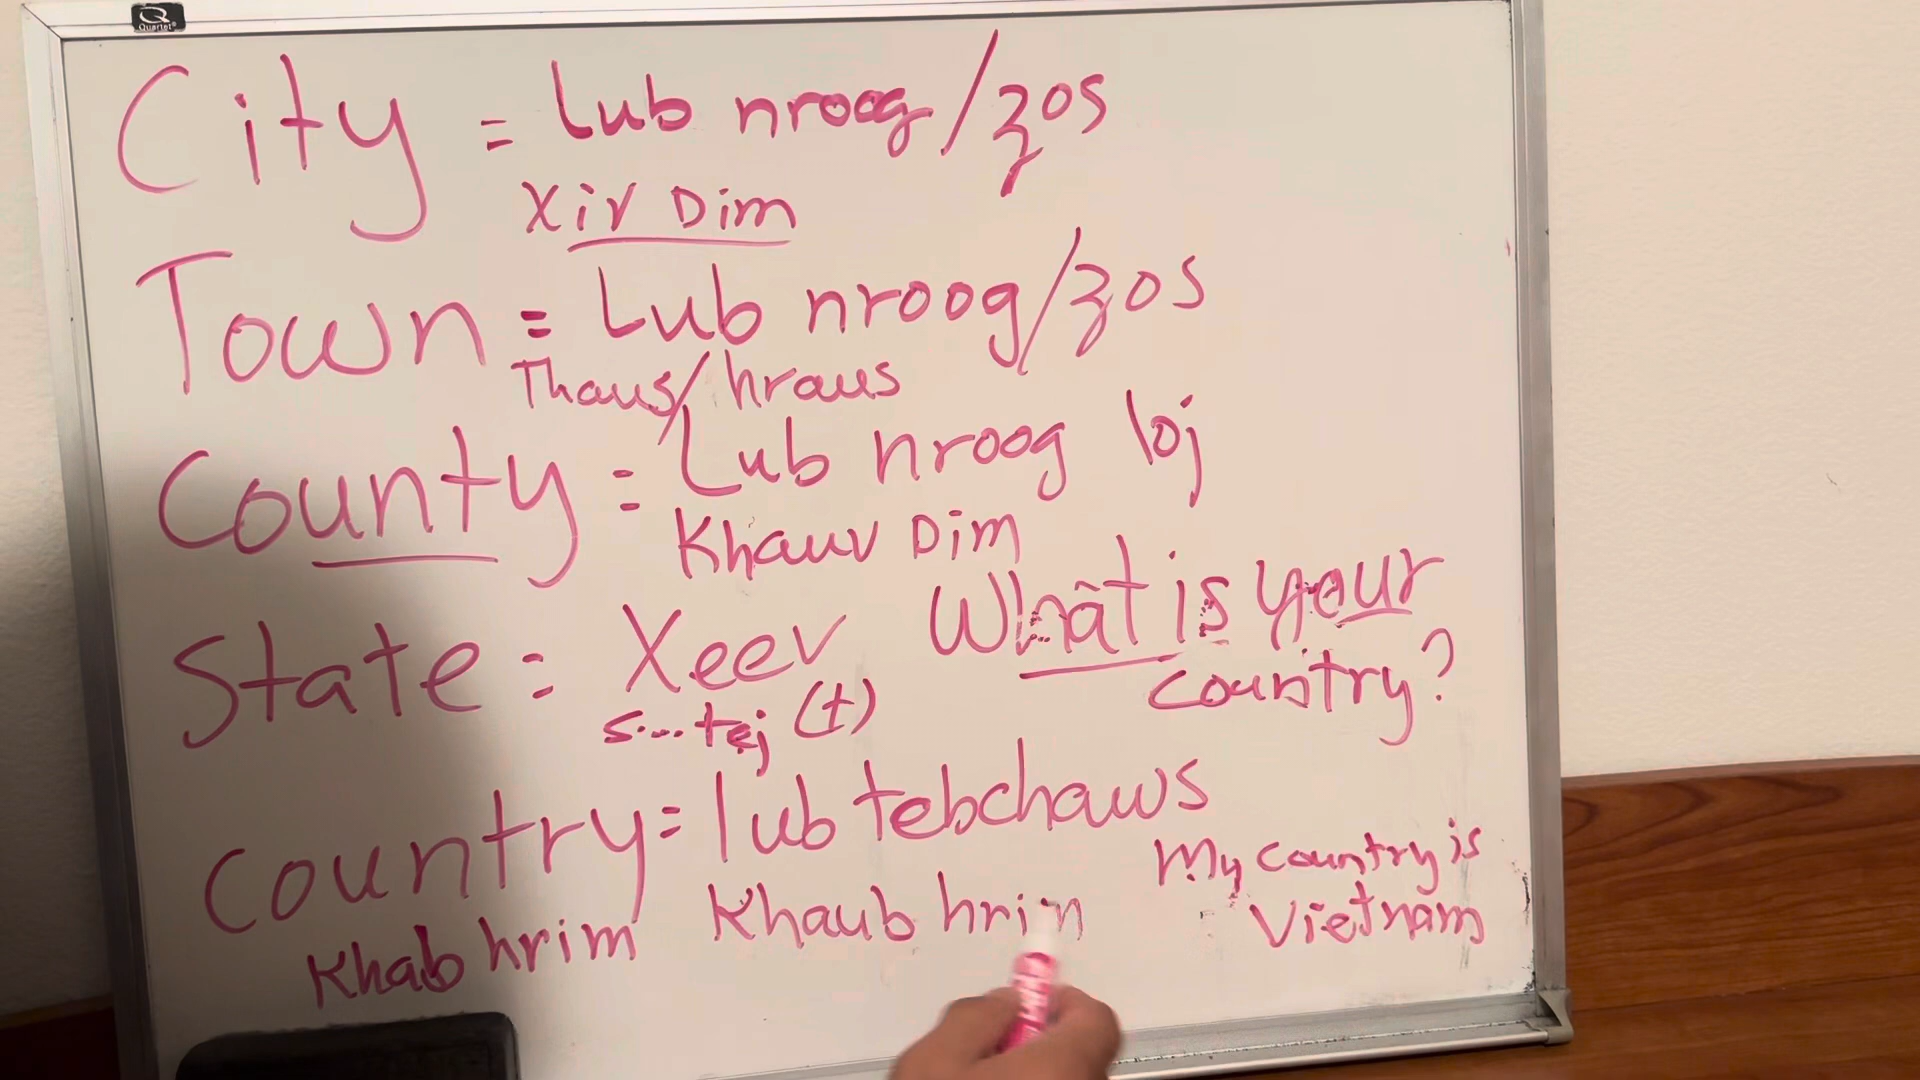 Quartet
City = Lub nroog/zos
Xiv Dim
Town = Lub nroog/zos
Thaus/hraus
County = Lub nroog loj
Khauv Dim
State = Xeev
s...tej (t)
What is your
country?
Country = lub tebchaws
Khab hrim
Khaub hrim
My country is
Vietnam